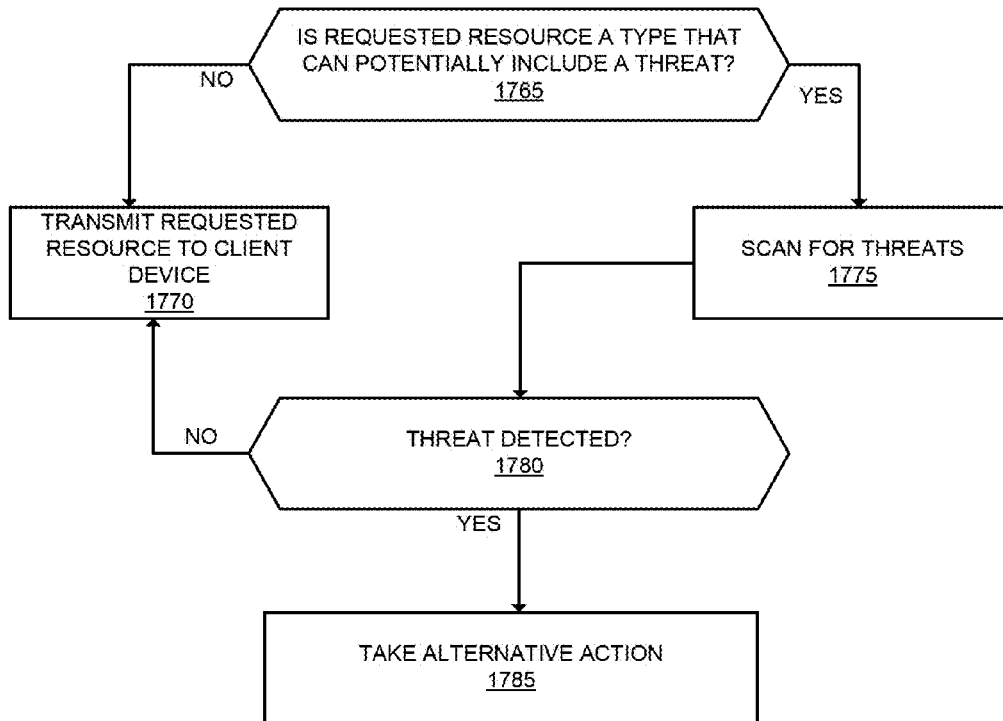 IS REQUESTED RESOURCE A TYPE THAT
CAN POTENTIALLY INCLUDE A THREAT?
1765
NO
YES
TRANSMIT REQUESTED
RESOURCE TO CLIENT
DEVICE
1770
SCAN FOR THREATS
1775
THREAT DETECTED?
1780
NO
YES
TAKE ALTERNATIVE ACTION
1785